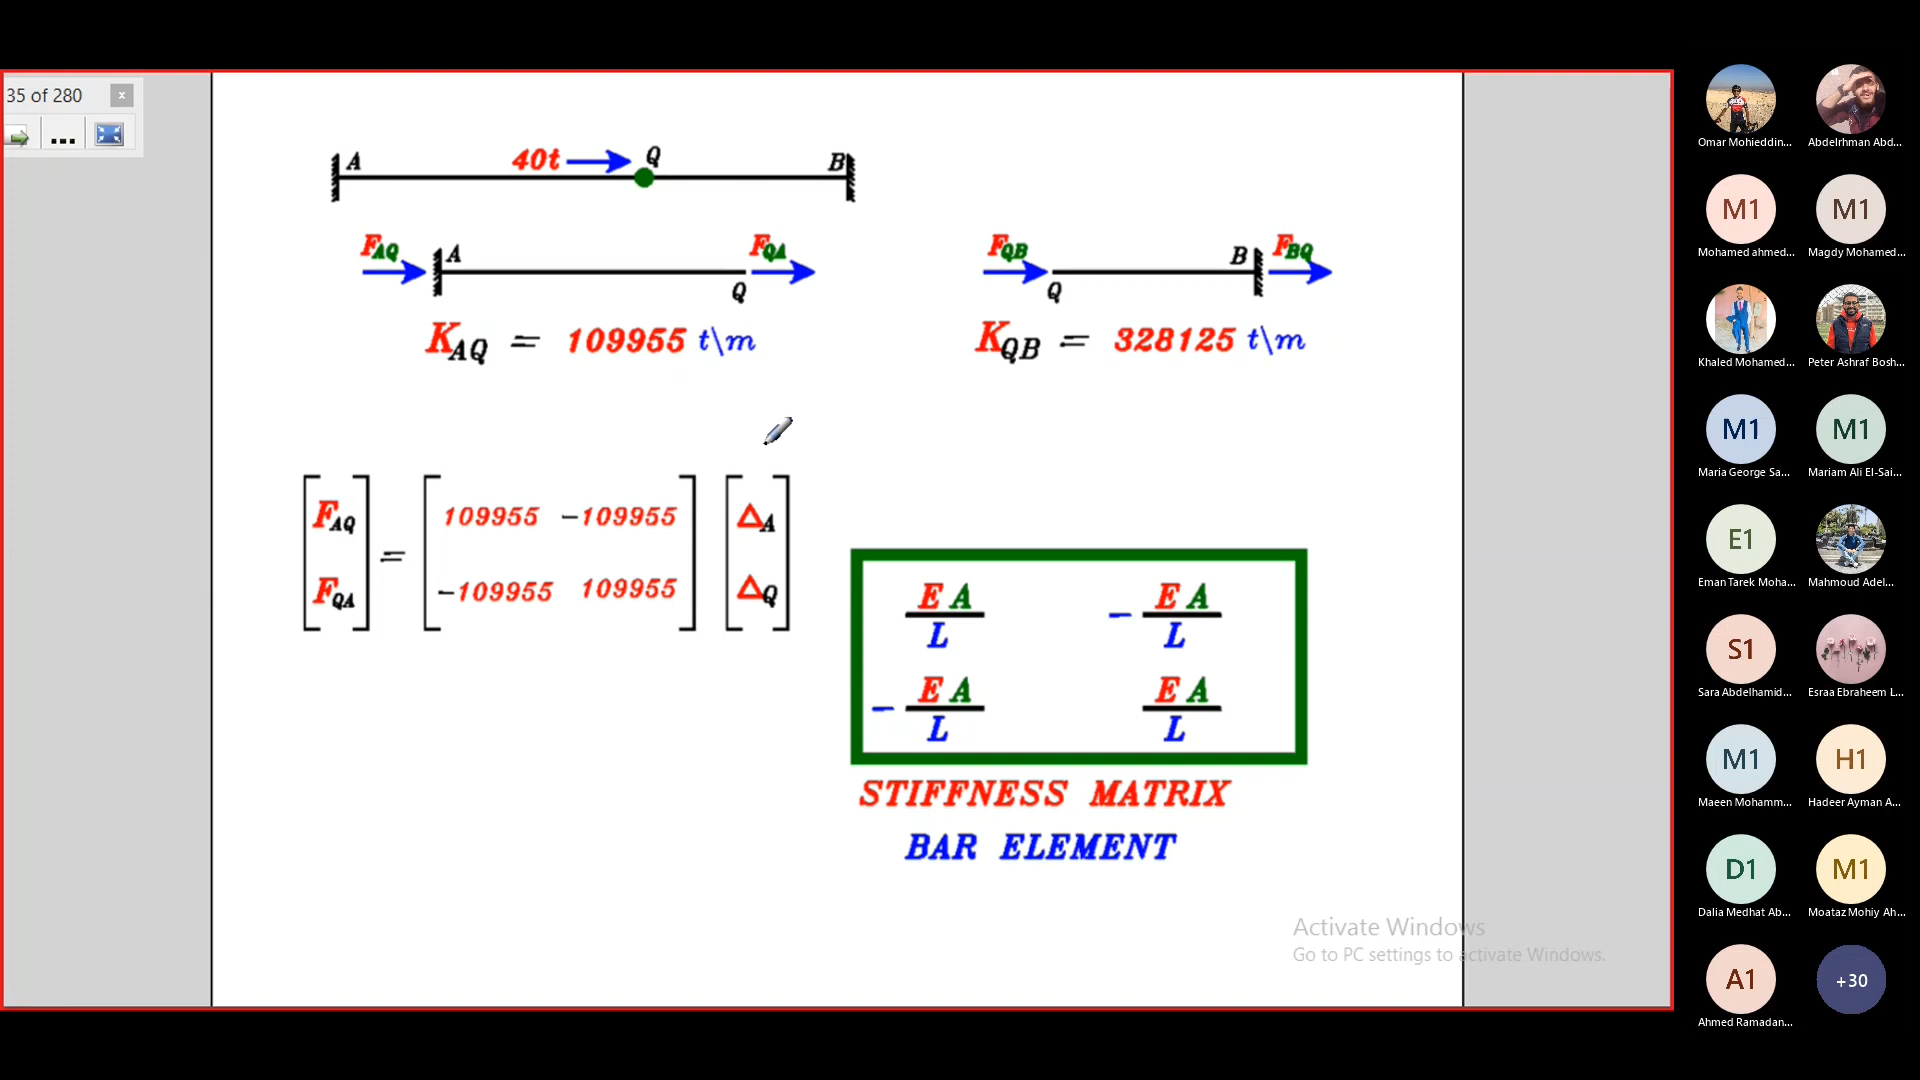 35 of 280
x
...
A
40t
Q
B
FAQ
A
FQA
Q
FQB
B
FBQ
Q
KAQ = 109955 t\m
KQB = 328125 t\m
FAQ
FQA
=
109955 -109955
-109955 109955
ΔA
ΔQ
EA
L
- EA
L
- EA
L
EA
L
STIFFNESS MATRIX
BAR ELEMENT
Activate Windows
Go to PC settings to activate Windows.
Omar Mohieddin...
Abdelrhman Abd...
M1
M1
Mohamed ahmed...
Magdy Mohamed...
Khaled Mohamed...
Peter Ashraf Bosh...
M1
M1
Maria George Sa...
Mariam Ali El-Sai...
E1
Eman Tarek Moha...
Mahmoud Adel...
S1
Sara Abdelhamid...
Esraa Ebraheem L...
M1
H1
Maeen Mohamm...
Hadeer Ayman A...
D1
M1
Dalia Medhat Ab...
Moataz Mohiy Ah...
A1
+30
Ahmed Ramadan...